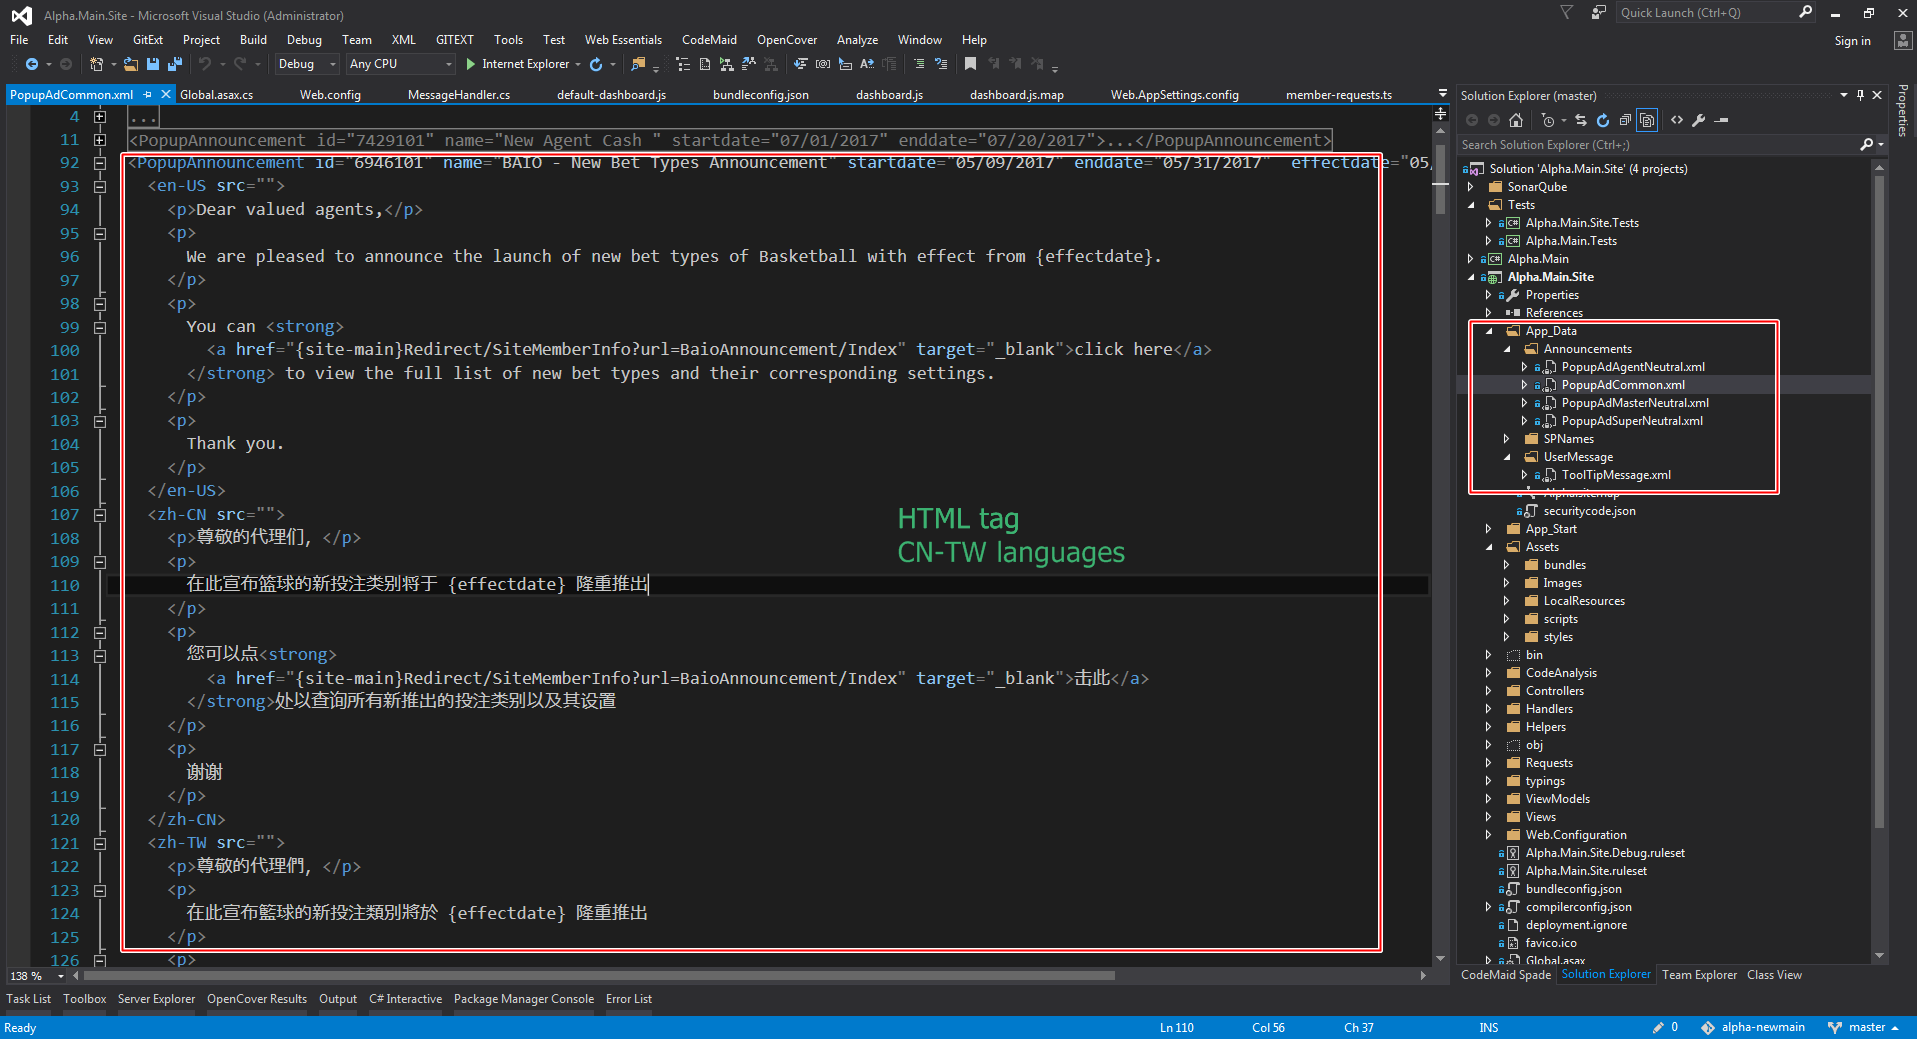 Alpha.Main.Site - Microsoft Visual Studio (Administrator)
Quick Launch (Ctrl+Q)
File Edit View GitExt Project Build Debug Team XML GITEXT Tools Test Web Essentials CodeMaid OpenCover Analyze Window Help
Sign in
Debug Any CPU Internet Explorer
PopupAdCommon.xml Global.asax.cs Web.config MessageHandler.cs default-dashboard.js bundleconfig.json dashboard.js dashboard.js.map Web.AppSettings.config member-requests.ts
4 ...
11 <PopupAnnouncement id="7429101" name="New Agent Cash " startdate="07/01/2017" enddate="07/20/2017">...</PopupAnnouncement>
92 <PopupAnnouncement id="6946101" name="BAIO - New Bet Types Announcement" startdate="05/09/2017" enddate="05/31/2017" effectdate="05/
93 <en-US src="">
94 <p>Dear valued agents,</p>
95 <p>
96 We are pleased to announce the launch of new bet types of Basketball with effect from {effectdate}.
97 </p>
98 <p>
99 You can <strong>
100 <a href="{site-main}Redirect/SiteMemberInfo?url=BaioAnnouncement/Index" target="_blank">click here</a>
101 </strong> to view the full list of new bet types and their corresponding settings.
102 </p>
103 <p>
104 Thank you.
105 </p>
106 </en-US>
107 <zh-CN src="">
108 <p>尊敬的代理们, </p>
109 <p>
110 在此宣布篮球的新投注类别将于 {effectdate} 隆重推出
111 </p>
112 <p>
113 您可以点<strong>
114 <a href="{site-main}Redirect/SiteMemberInfo?url=BaioAnnouncement/Index" target="_blank">击此</a>
115 </strong>处以查询所有新推出的投注类别以及其设置
116 </p>
117 <p>
118 谢谢
119 </p>
120 </zh-CN>
121 <zh-TW src="">
122 <p>尊敬的代理們, </p>
123 <p>
124 在此宣布籃球的新投注類別將於 {effectdate} 隆重推出
125 </p>
126 <p>
HTML tag
CN-TW languages
138 %
Solution Explorer (master)
Search Solution Explorer (Ctrl+;)
Solution 'Alpha.Main.Site' (4 projects)
SonarQube
Tests
Alpha.Main.Site.Tests
Alpha.Main.Tests
Alpha.Main
Alpha.Main.Site
Properties
References
App_Data
Announcements
PopupAdAgentNeutral.xml
PopupAdCommon.xml
PopupAdMasterNeutral.xml
PopupAdSuperNeutral.xml
SPNames
UserMessage
ToolTipMessage.xml
Alpha.sitemap
securitycode.json
App_Start
Assets
bundles
Images
LocalResources
scripts
styles
bin
CodeAnalysis
Controllers
Handlers
Helpers
obj
Requests
typings
ViewModels
Views
Web.Configuration
Alpha.Main.Site.Debug.ruleset
Alpha.Main.Site.ruleset
bundleconfig.json
compilerconfig.json
deployment.ignore
favico.ico
Global.asax
CodeMaid Spade Solution Explorer Team Explorer Class View
Properties
Task List Toolbox Server Explorer OpenCover Results Output C# Interactive Package Manager Console Error List
Ready Ln 110 Col 56 Ch 37 INS 0 alpha-newmain master